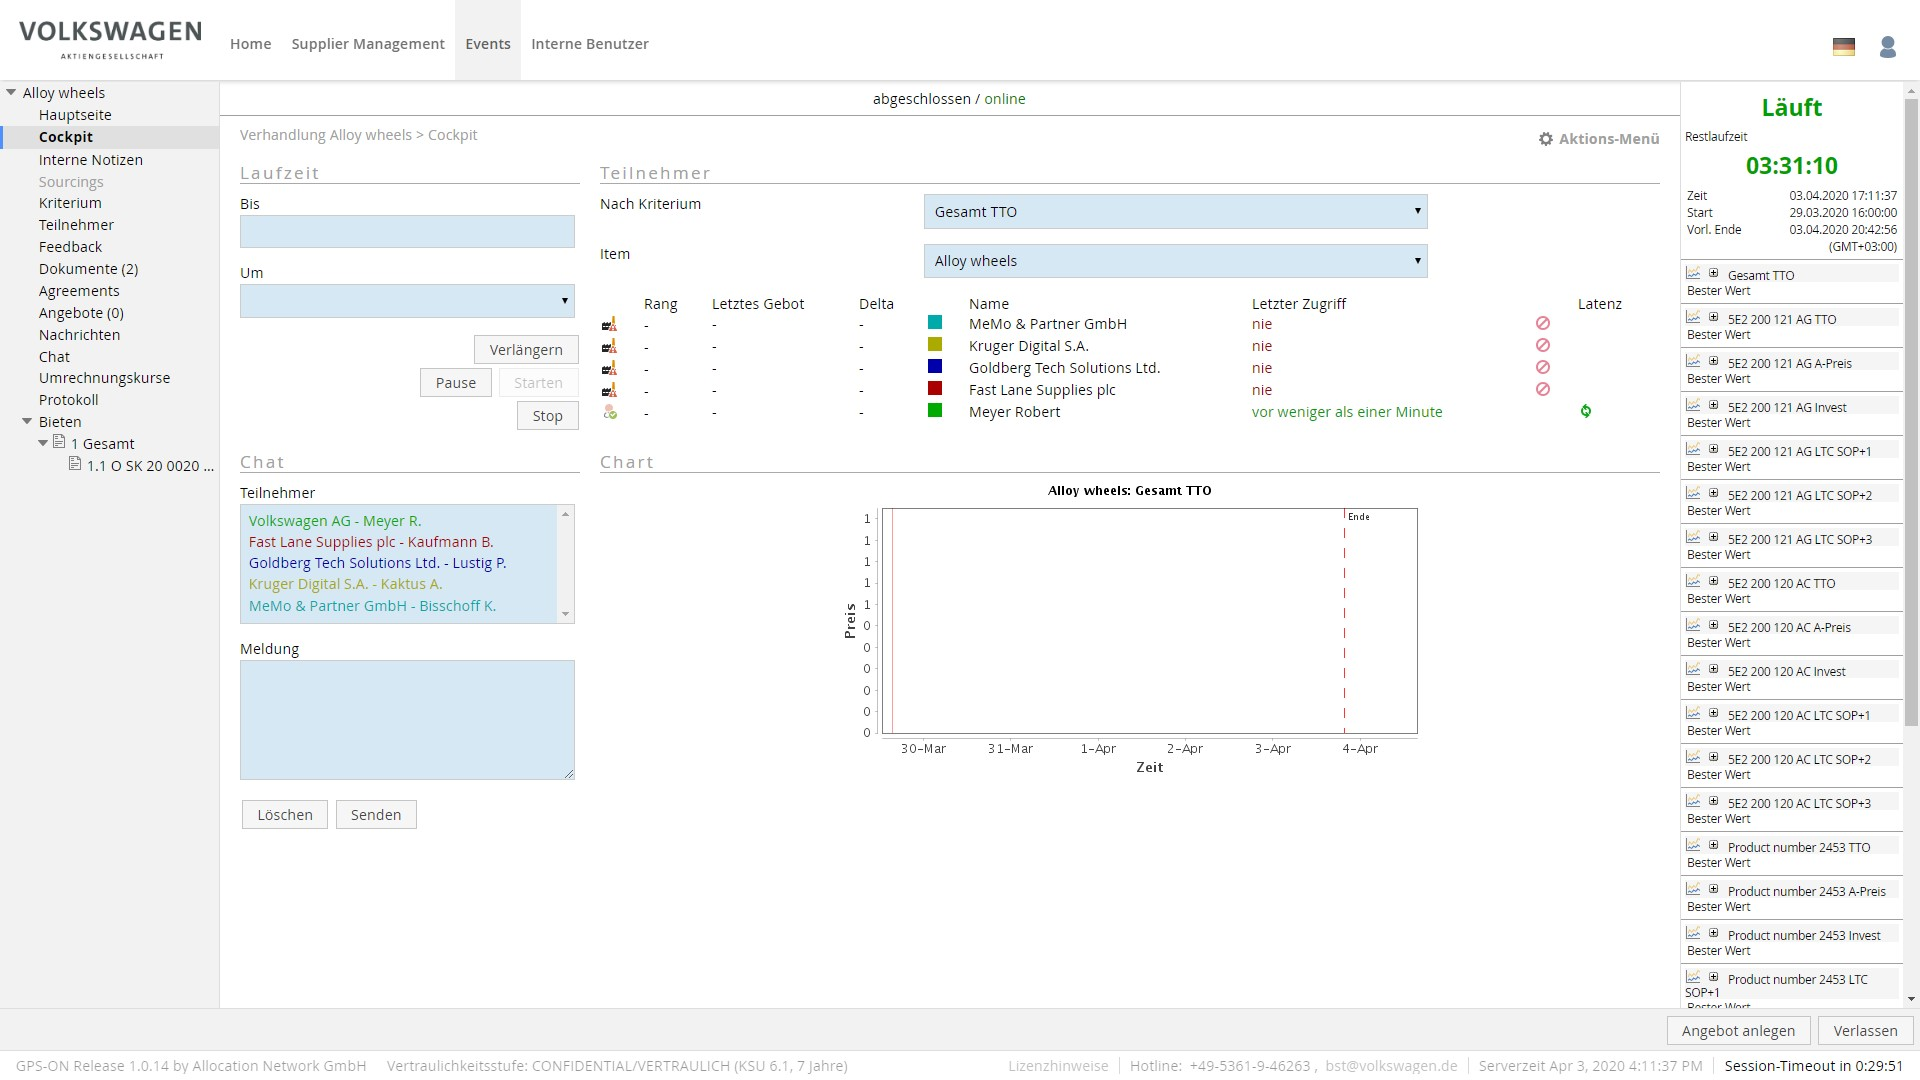 VOLKSWAGEN
AKTIENGESELLSCHAFT
Home
Supplier Management
Events
Interne Benutzer
Alloy wheels
Hauptseite
Cockpit
Interne Notizen
Sourcings
Kriterium
Teilnehmer
Feedback
Dokumente (2)
Agreements
Angebote (0)
Nachrichten
Chat
Umrechnungskurse
Protokoll
Bieten
1 Gesamt
1.1 O SK 20 0020 ...
abgeschlossen / online
Verhandlung Alloy wheels > Cockpit
Aktions-Menü
Laufzeit
Bis
Um
Verlängern
Pause
Starten
Stop
Teilnehmer
Nach Kriterium
Gesamt TTO
Item
Alloy wheels
Rang Letztes Gebot Delta Name Letzter Zugriff Latenz
- - - MeMo & Partner GmbH nie
- - - Kruger Digital S.A. nie
- - - Goldberg Tech Solutions Ltd. nie
- - - Fast Lane Supplies plc nie
- - - Meyer Robert vor weniger als einer Minute
Chat
Teilnehmer
Volkswagen AG - Meyer R.
Fast Lane Supplies plc - Kaufmann B.
Goldberg Tech Solutions Ltd. - Lustig P.
Kruger Digital S.A. - Kaktus A.
MeMo & Partner GmbH - Bisschoff K.
Meldung
Löschen
Senden
Chart
Alloy wheels: Gesamt TTO
Ende
1
1
1
1
1
0
0
0
0
0
0
Preis
30-Mar 31-Mar 1-Apr 2-Apr 3-Apr 4-Apr
Zeit
Läuft
Restlaufzeit
03:31:10
Zeit 03.04.2020 17:11:37
Start 29.03.2020 16:00:00
Vorl. Ende 03.04.2020 20:42:56
(GMT+03:00)
Gesamt TTO
Bester Wert
5E2 200 121 AG TTO
Bester Wert
5E2 200 121 AG A-Preis
Bester Wert
5E2 200 121 AG Invest
Bester Wert
5E2 200 121 AG LTC SOP+1
Bester Wert
5E2 200 121 AG LTC SOP+2
Bester Wert
5E2 200 121 AG LTC SOP+3
Bester Wert
5E2 200 120 AC TTO
Bester Wert
5E2 200 120 AC A-Preis
Bester Wert
5E2 200 120 AC Invest
Bester Wert
5E2 200 120 AC LTC SOP+1
Bester Wert
5E2 200 120 AC LTC SOP+2
Bester Wert
5E2 200 120 AC LTC SOP+3
Bester Wert
Product number 2453 TTO
Bester Wert
Product number 2453 A-Preis
Bester Wert
Product number 2453 Invest
Bester Wert
Product number 2453 LTC
SOP+1
Bester Wert
Angebot anlegen
Verlassen
GPS-ON Release 1.0.14 by Allocation Network GmbH Vertraulichkeitsstufe: CONFIDENTIAL/VERTRAULICH (KSU 6.1, 7 Jahre) Lizenzhinweise Hotline: +49-5361-9-46263 , bst@volkswagen.de Serverzeit Apr 3, 2020 4:11:37 PM Session-Timeout in 0:29:51